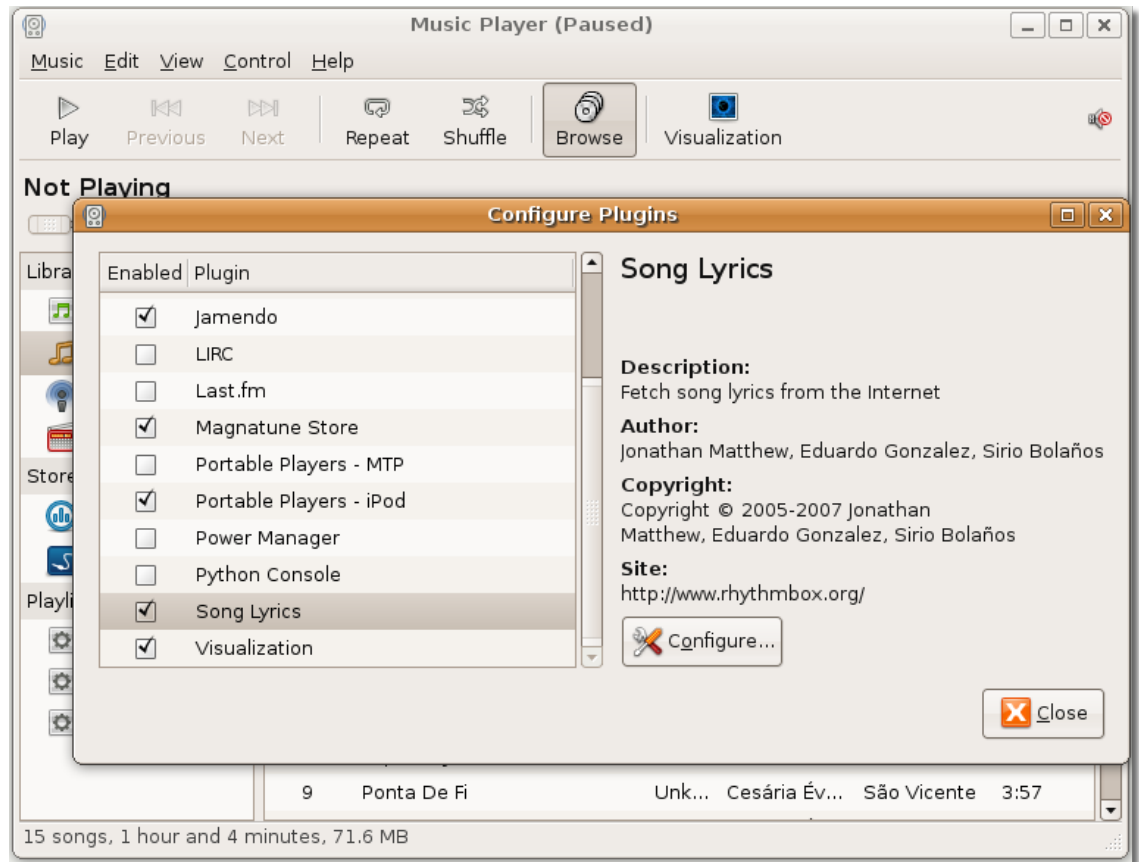 Music Player (Paused)
Music Edit View Control Help
Play Previous Next Repeat Shuffle Browse Visualization
Not Playing
Configure Plugins
Enabled Plugin
Jamendo
LIRC
Last.fm
Magnatune Store
Portable Players - MTP
Portable Players - iPod
Power Manager
Python Console
Song Lyrics
Visualization
Song Lyrics
Description:
Fetch song lyrics from the Internet
Author:
Jonathan Matthew, Eduardo Gonzalez, Sirio Bolaños
Copyright:
Copyright © 2005-2007 Jonathan
Matthew, Eduardo Gonzalez, Sirio Bolaños
Site:
http://www.rhythmbox.org/
Configure...
Close
Libra
Store
Playli
9 Ponta De Fi Unk... Cesária Év... São Vicente 3:57
15 songs, 1 hour and 4 minutes, 71.6 MB